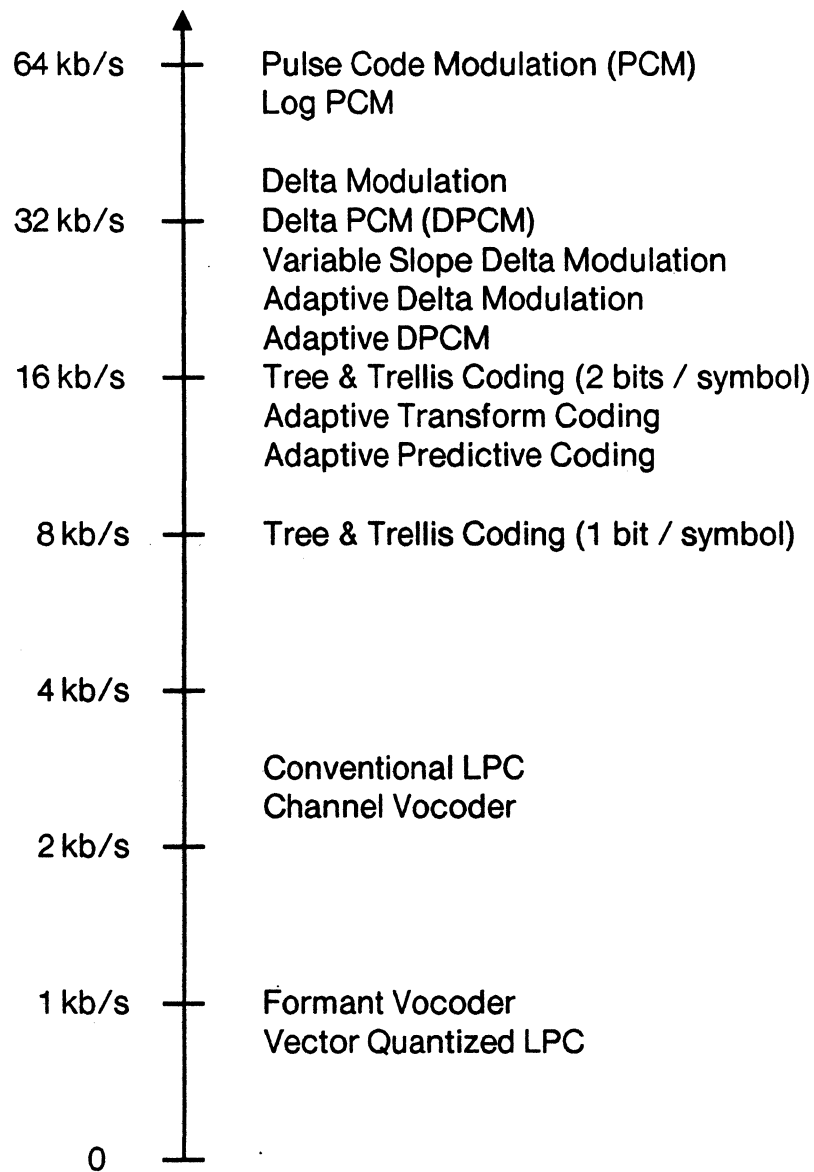 64 kb/s Pulse Code Modulation (PCM)
Log PCM
Delta Modulation
32 kb/s Delta PCM (DPCM)
Variable Slope Delta Modulation
Adaptive Delta Modulation
Adaptive DPCM
16 kb/s Tree & Trellis Coding (2 bits / symbol)
Adaptive Transform Coding
Adaptive Predictive Coding
8 kb/s Tree & Trellis Coding (1 bit / symbol)
4 kb/s
Conventional LPC
Channel Vocoder
2 kb/s
1 kb/s Formant Vocoder
Vector Quantized LPC
0